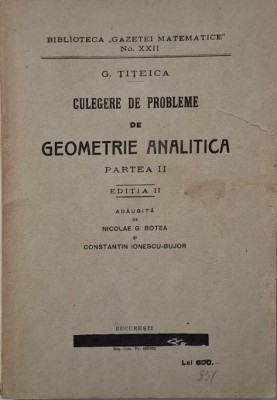 BIBLIOTECA „GAZETEI MATEMATICE"
No. XXII
G. ȚIȚEICA
CULEGERE DE PROBLEME
DE
GEOMETRIE ANALITICA
PARTEA II
EDIȚIA II
ADĂUGITĂ
DE
NICOLAE G. BOTEA
ȘI
CONSTANTIN IONESCU-BUJOR
BUCUREȘTI
Lei 600.—